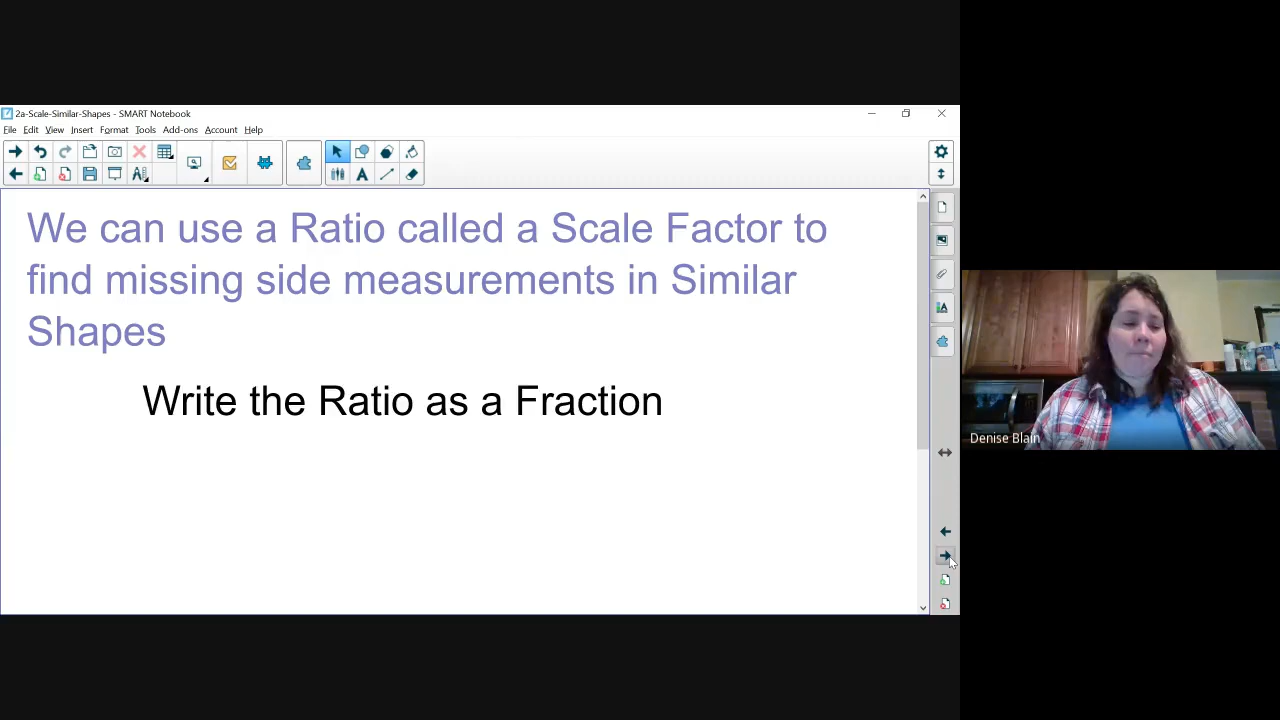 2a-Scale-Similar-Shapes - SMART Notebook
File Edit View Insert Format Tools Add-ons Account Help
We can use a Ratio called a Scale Factor to
find missing side measurements in Similar
Shapes
Write the Ratio as a Fraction
Denise Blain